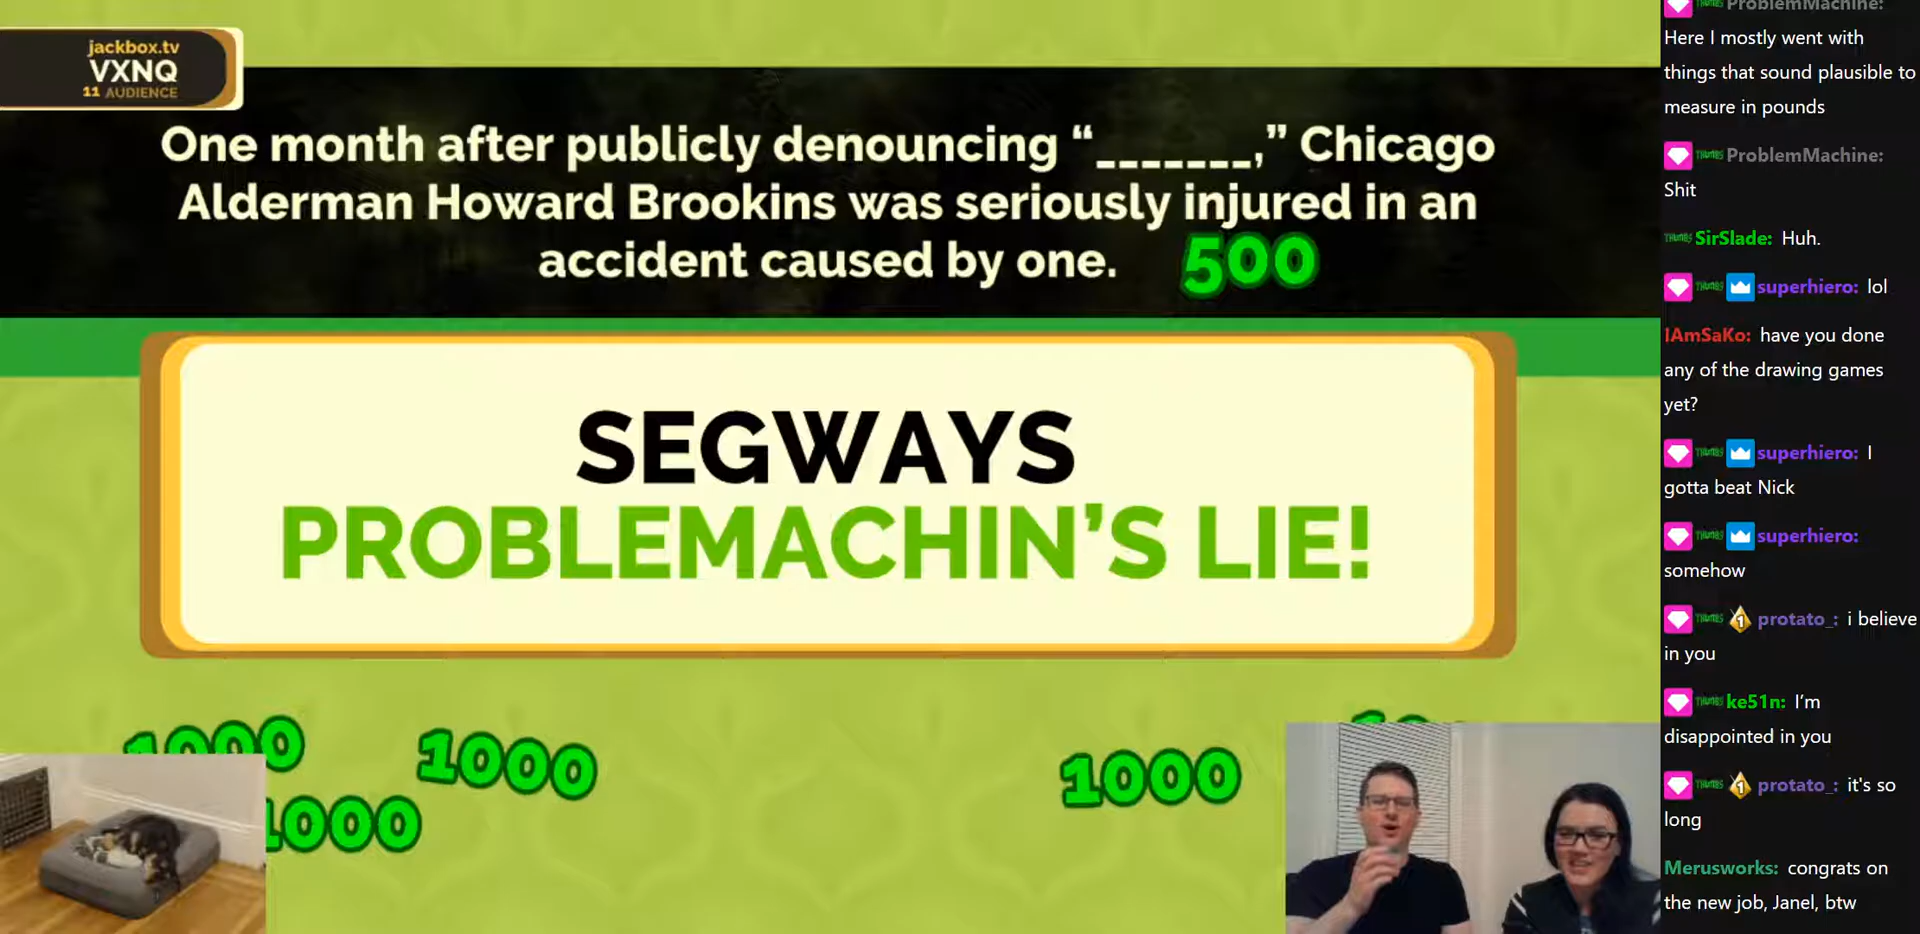 jackbox.tv
VXNQ
11 AUDIENCE
One month after publicly denouncing “_______,” Chicago
Alderman Howard Brookins was seriously injured in an
accident caused by one.
500
SEGWAYS
PROBLEMACHIN’S LIE!
1000
1000
1000
1000
ProblemMachine:
Here I mostly went with
things that sound plausible to
measure in pounds
ProblemMachine:
Shit
SirSlade: Huh.
superhiero: lol
IAmSaKo: have you done
any of the drawing games
yet?
superhiero: I
gotta beat Nick
superhiero:
somehow
protato_: i believe
in you
ke51n: I’m
disappointed in you
protato_: it's so
long
Merusworks: congrats on
the new job, Janel, btw